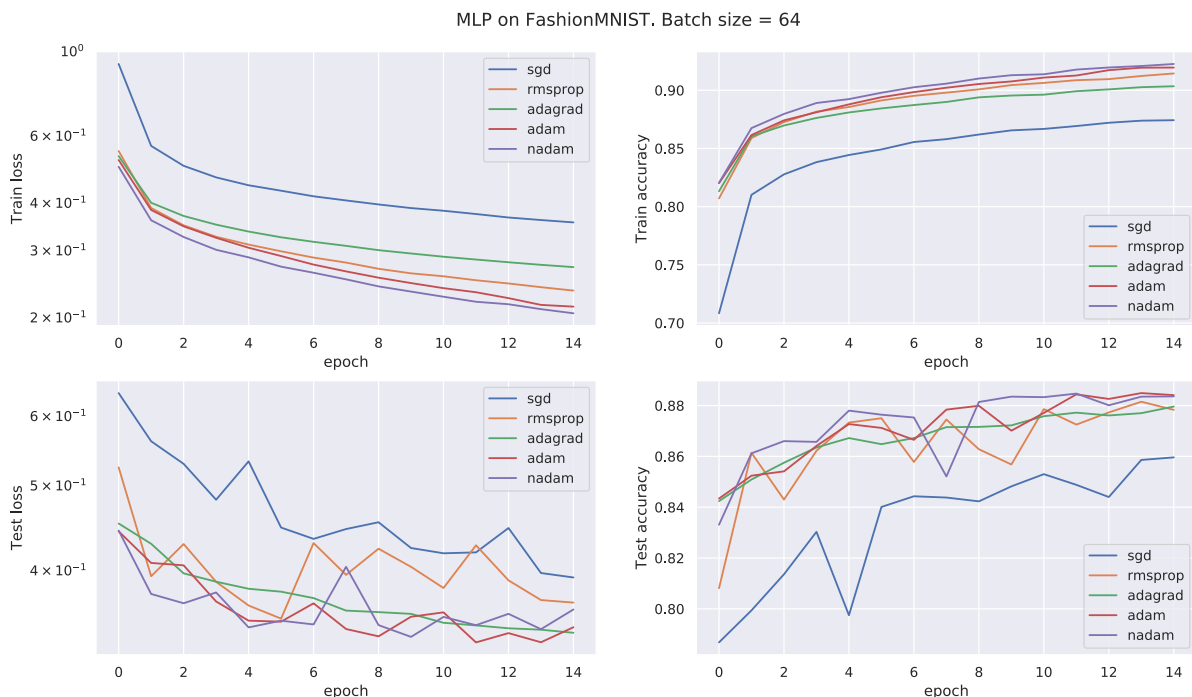 MLP on FashionMNIST. Batch size = 64
Train loss
10⁰
6 × 10⁻¹
4 × 10⁻¹
3 × 10⁻¹
2 × 10⁻¹
sgd
rmsprop
adagrad
adam
nadam
0 2 4 6 8 10 12 14
epoch
Train accuracy
0.90
0.85
0.80
0.75
0.70
sgd
rmsprop
adagrad
adam
nadam
0 2 4 6 8 10 12 14
epoch
Test loss
6 × 10⁻¹
5 × 10⁻¹
4 × 10⁻¹
sgd
rmsprop
adagrad
adam
nadam
0 2 4 6 8 10 12 14
epoch
Test accuracy
0.88
0.86
0.84
0.82
0.80
sgd
rmsprop
adagrad
adam
nadam
0 2 4 6 8 10 12 14
epoch